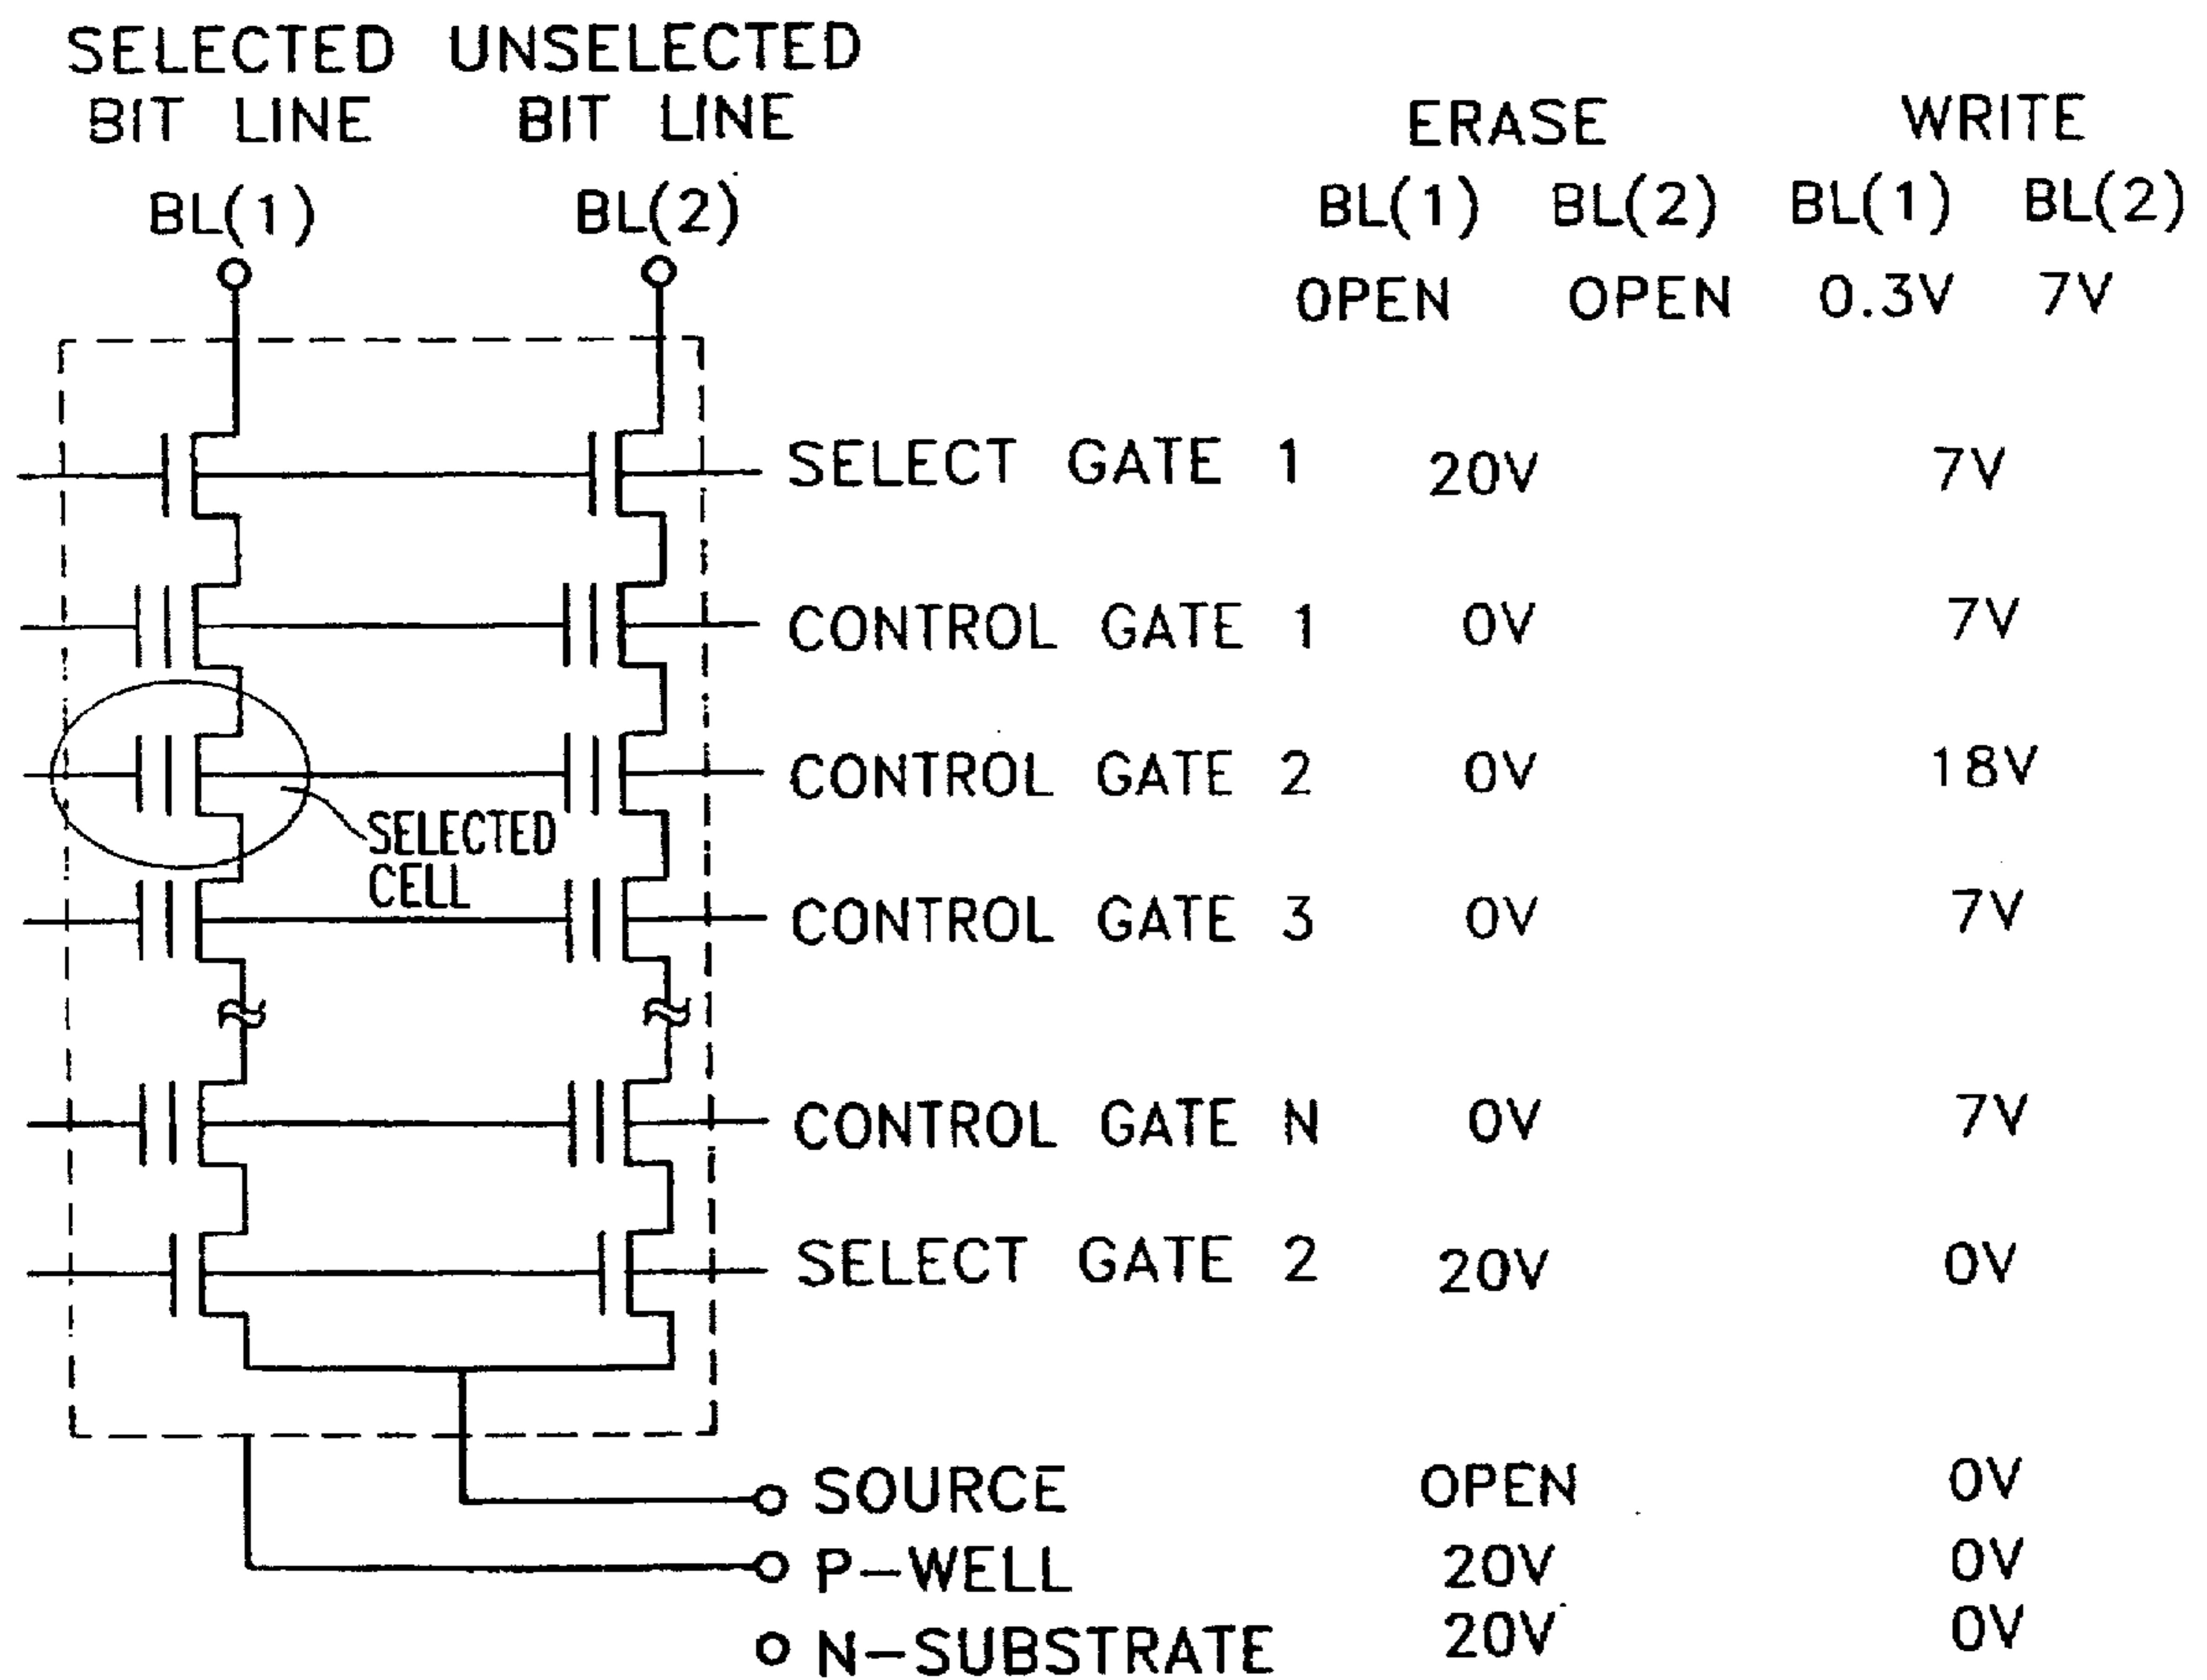 SELECTED UNSELECTED
BIT LINE BIT LINE
ERASE WRITE
BL(1) BL(2) BL(1) BL(2) BL(1) BL(2)
OPEN OPEN 0.3V 7V
SELECT GATE 1 20V 7V
CONTROL GATE 1 0V 7V
CONTROL GATE 2 0V 18V
SELECTED
CELL
CONTROL GATE 3 0V 7V
CONTROL GATE N 0V 7V
SELECT GATE 2 20V 0V
SOURCE OPEN 0V
P-WELL 20V 0V
N-SUBSTRATE 20V 0V